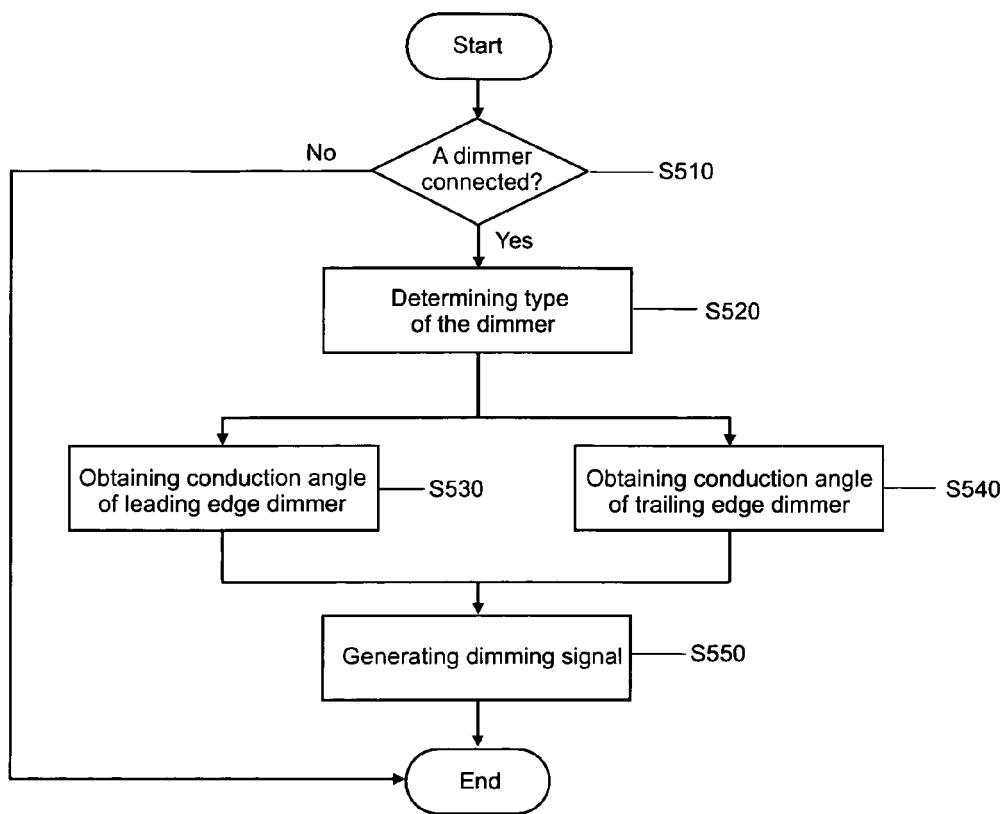 Start
No
A dimmer
connected?
S510
Yes
Determining type
of the dimmer
S520
Obtaining conduction angle
of leading edge dimmer
S530
Obtaining conduction angle
of trailing edge dimmer
S540
Generating dimming signal
S550
End